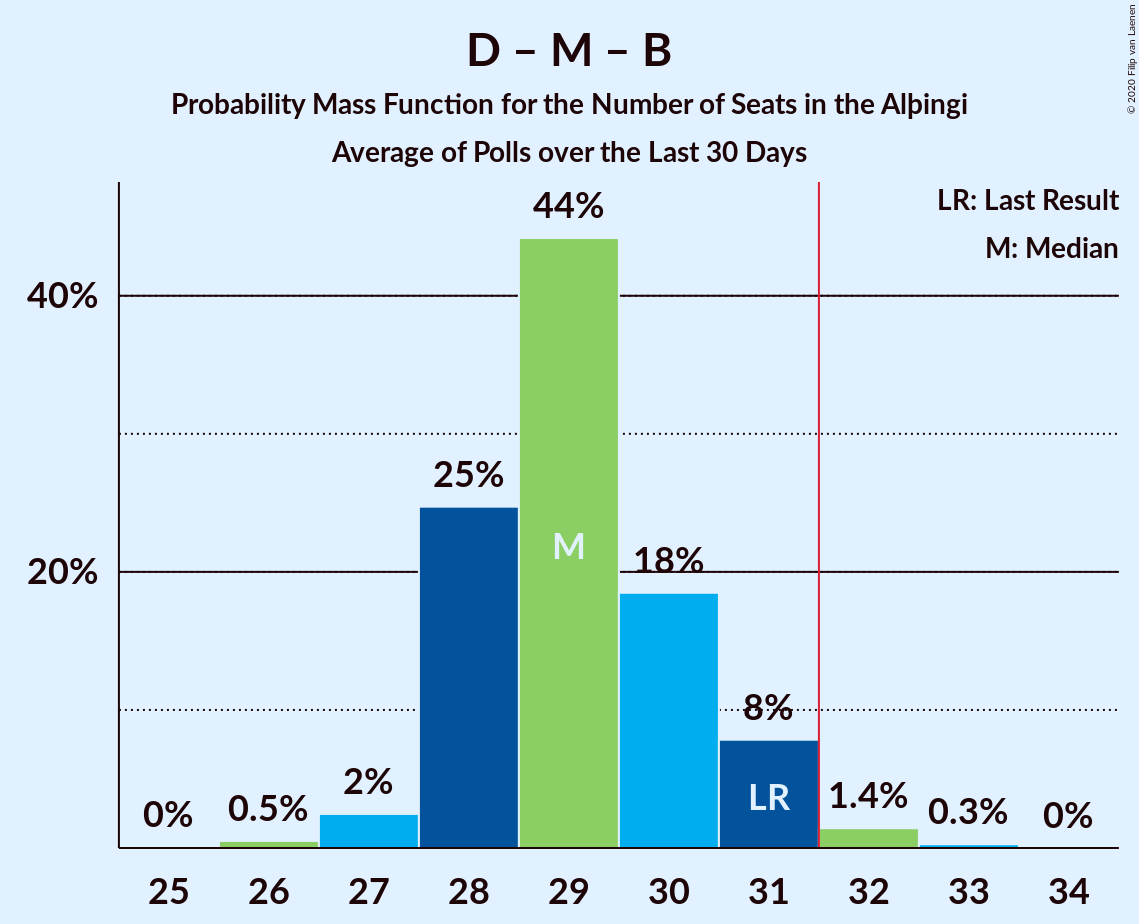 D – M – B
Probability Mass Function for the Number of Seats in the Alþingi
Average of Polls over the Last 30 Days
© 2020 Filip van Laenen
LR: Last Result
M: Median
40%
20%
0%
0.5%
2%
25%
44%
18%
8%
1.4%
0.3%
0%
M
LR
25 26 27 28 29 30 31 32 33 34